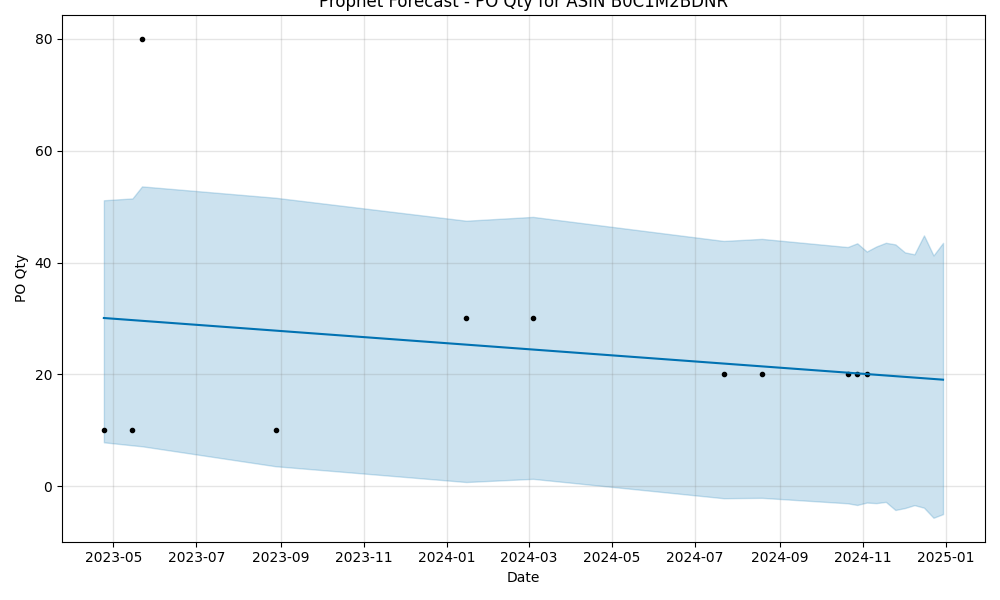 Prophet Forecast - PO Qty for ASIN B0C1M2BDNR
80
60
40
20
0
PO Qty
2023-05 2023-07 2023-09 2023-11 2024-01 2024-03 2024-05 2024-07 2024-09 2024-11 2025-01
Date